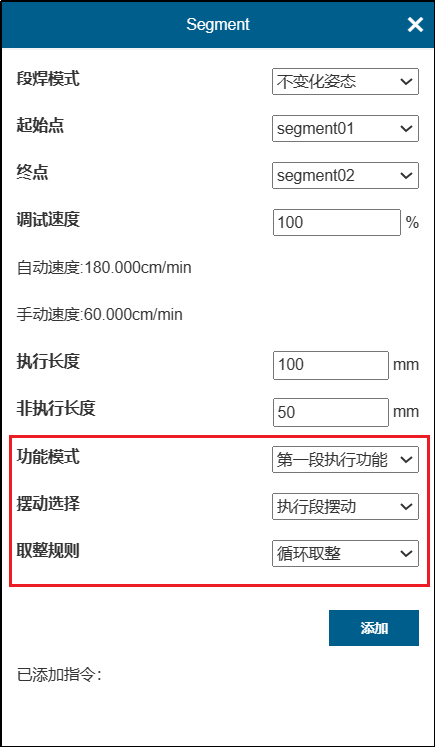 Segment
段焊模式 不变化姿态
起始点 segment01
终点 segment02
调试速度 100 %
自动速度:180.000cm/min
手动速度:60.000cm/min
执行长度 100 mm
非执行长度 50 mm
功能模式 第一段执行功能
摆动选择 执行段摆动
取整规则 循环取整
添加
已添加指令: